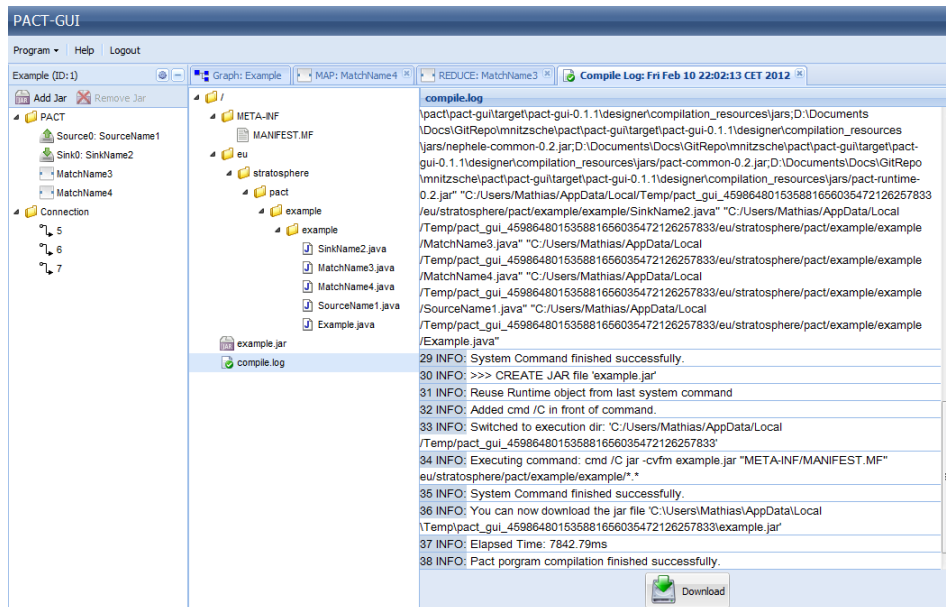 PACT-GUI
Program Help Logout
Example (ID:1)
Graph: Example MAP: MatchName4 REDUCE: MatchName3 Compile Log: Fri Feb 10 22:02:13 CET 2012
Add Jar Remove Jar
PACT
Source0: SourceName1
Sink0: SinkName2
MatchName3
MatchName4
Connection
5
6
7
/
META-INF
MANIFEST.MF
eu
stratosphere
pact
example
example
SinkName2.java
MatchName3.java
MatchName4.java
SourceName1.java
Example.java
example.jar
compile.log
compile.log
\pact\pact-gui\target\pact-gui-0.1.1\designer\compilation_resources\jars;D:\Documents
\Docs\GitRepo\mnitzsche\pact\pact-gui\target\pact-gui-0.1.1\designer\compilation_resources
\jars/nephele-common-0.2.jar;D:\Documents\Docs\GitRepo\mnitzsche\pact\pact-gui\target\pact-
gui-0.1.1\designer\compilation_resources\jars/pact-common-0.2.jar;D:\Documents\Docs\GitRepo
\mnitzsche\pact\pact-gui\target\pact-gui-0.1.1\designer\compilation_resources\jars/pact-runtime-
0.2.jar" "C:/Users/Mathias/AppData/Local/Temp/pact_gui_45986480153588165603547212625​7833
/eu/stratosphere/pact/example/example/SinkName2.java" "C:/Users/Mathias/AppData/Local
/Temp/pact_gui_459864801535881656035472126257833/eu/stratosphere/pact/example/example
/MatchName3.java" "C:/Users/Mathias/AppData/Local
/Temp/pact_gui_459864801535881656035472126257833/eu/stratosphere/pact/example/example
/MatchName4.java" "C:/Users/Mathias/AppData/Local
/Temp/pact_gui_459864801535881656035472126257833/eu/stratosphere/pact/example/example
/SourceName1.java" "C:/Users/Mathias/AppData/Local
/Temp/pact_gui_459864801535881656035472126257833/eu/stratosphere/pact/example/example
/Example.java"
29 INFO: System Command finished successfully.
30 INFO: >>> CREATE JAR file 'example.jar'
31 INFO: Reuse Runtime object from last system command
32 INFO: Added cmd /C in front of command.
33 INFO: Switched to execution dir: 'C:/Users/Mathias/AppData/Local
/Temp/pact_gui_459864801535881656035472126257833'
34 INFO: Executing command: cmd /C jar -cvfm example.jar "META-INF/MANIFEST.MF"
eu/stratosphere/pact/example/example/*.*
35 INFO: System Command finished successfully.
36 INFO: You can now download the jar file 'C:\Users\Mathias\AppData\Local
\Temp\pact_gui_459864801535881656035472126257833\example.jar'
37 INFO: Elapsed Time: 7842.79ms
38 INFO: Pact porgram compilation finished successfully.
Download